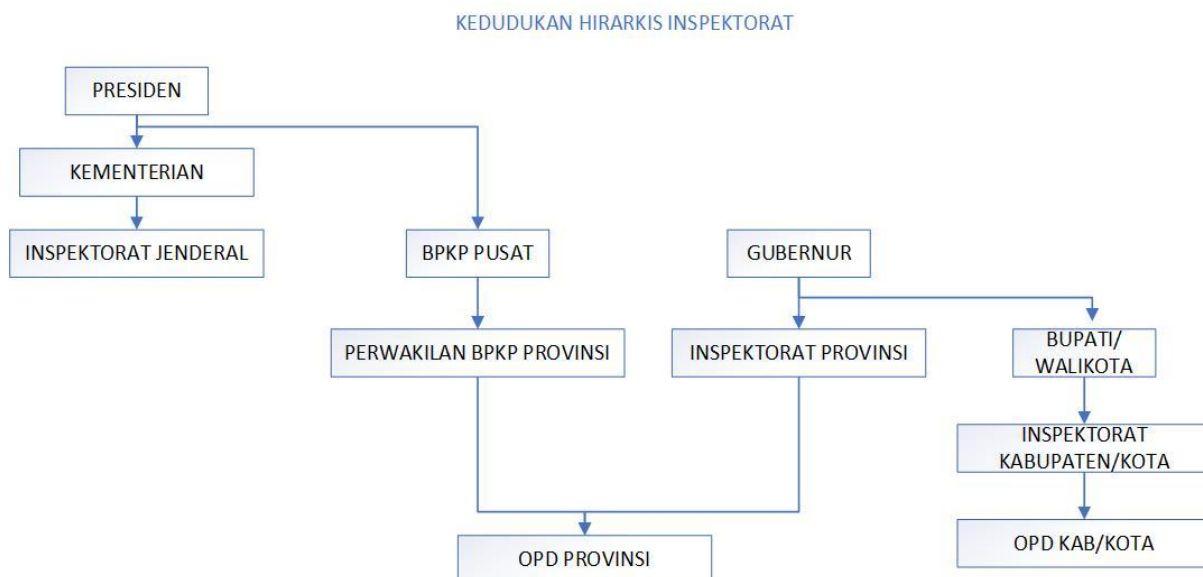 KEDUDUKAN HIRARKIS INSPEKTORAT
PRESIDEN
KEMENTERIAN
INSPEKTORAT JENDERAL
BPKP PUSAT
GUBERNUR
PERWAKILAN BPKP PROVINSI
INSPEKTORAT PROVINSI
BUPATI/
WALIKOTA
INSPEKTORAT
KABUPATEN/KOTA
OPD PROVINSI
OPD KAB/KOTA